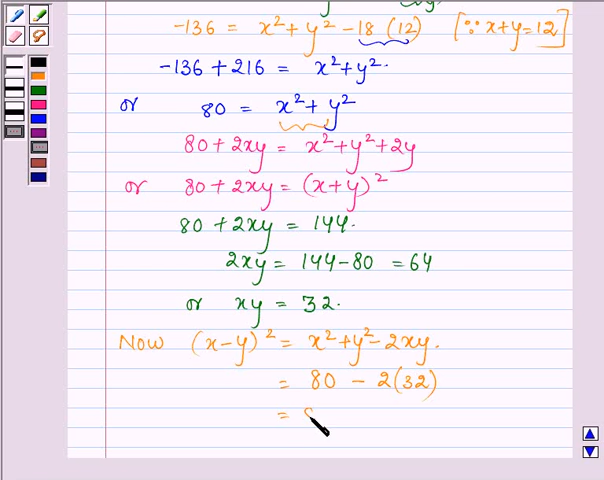 -136 = x² + y² - 18 (12) [∵ x+y=12]
-136 + 216 = x² + y².
or 80 = x² + y²
80 + 2xy = x² + y² + 2y
or 80 + 2xy = (x+y)²
80 + 2xy = 144.
2xy = 144 - 80 = 64
or xy = 32.
Now (x-y)² = x² + y² - 2xy.
= 80 - 2(32)
=